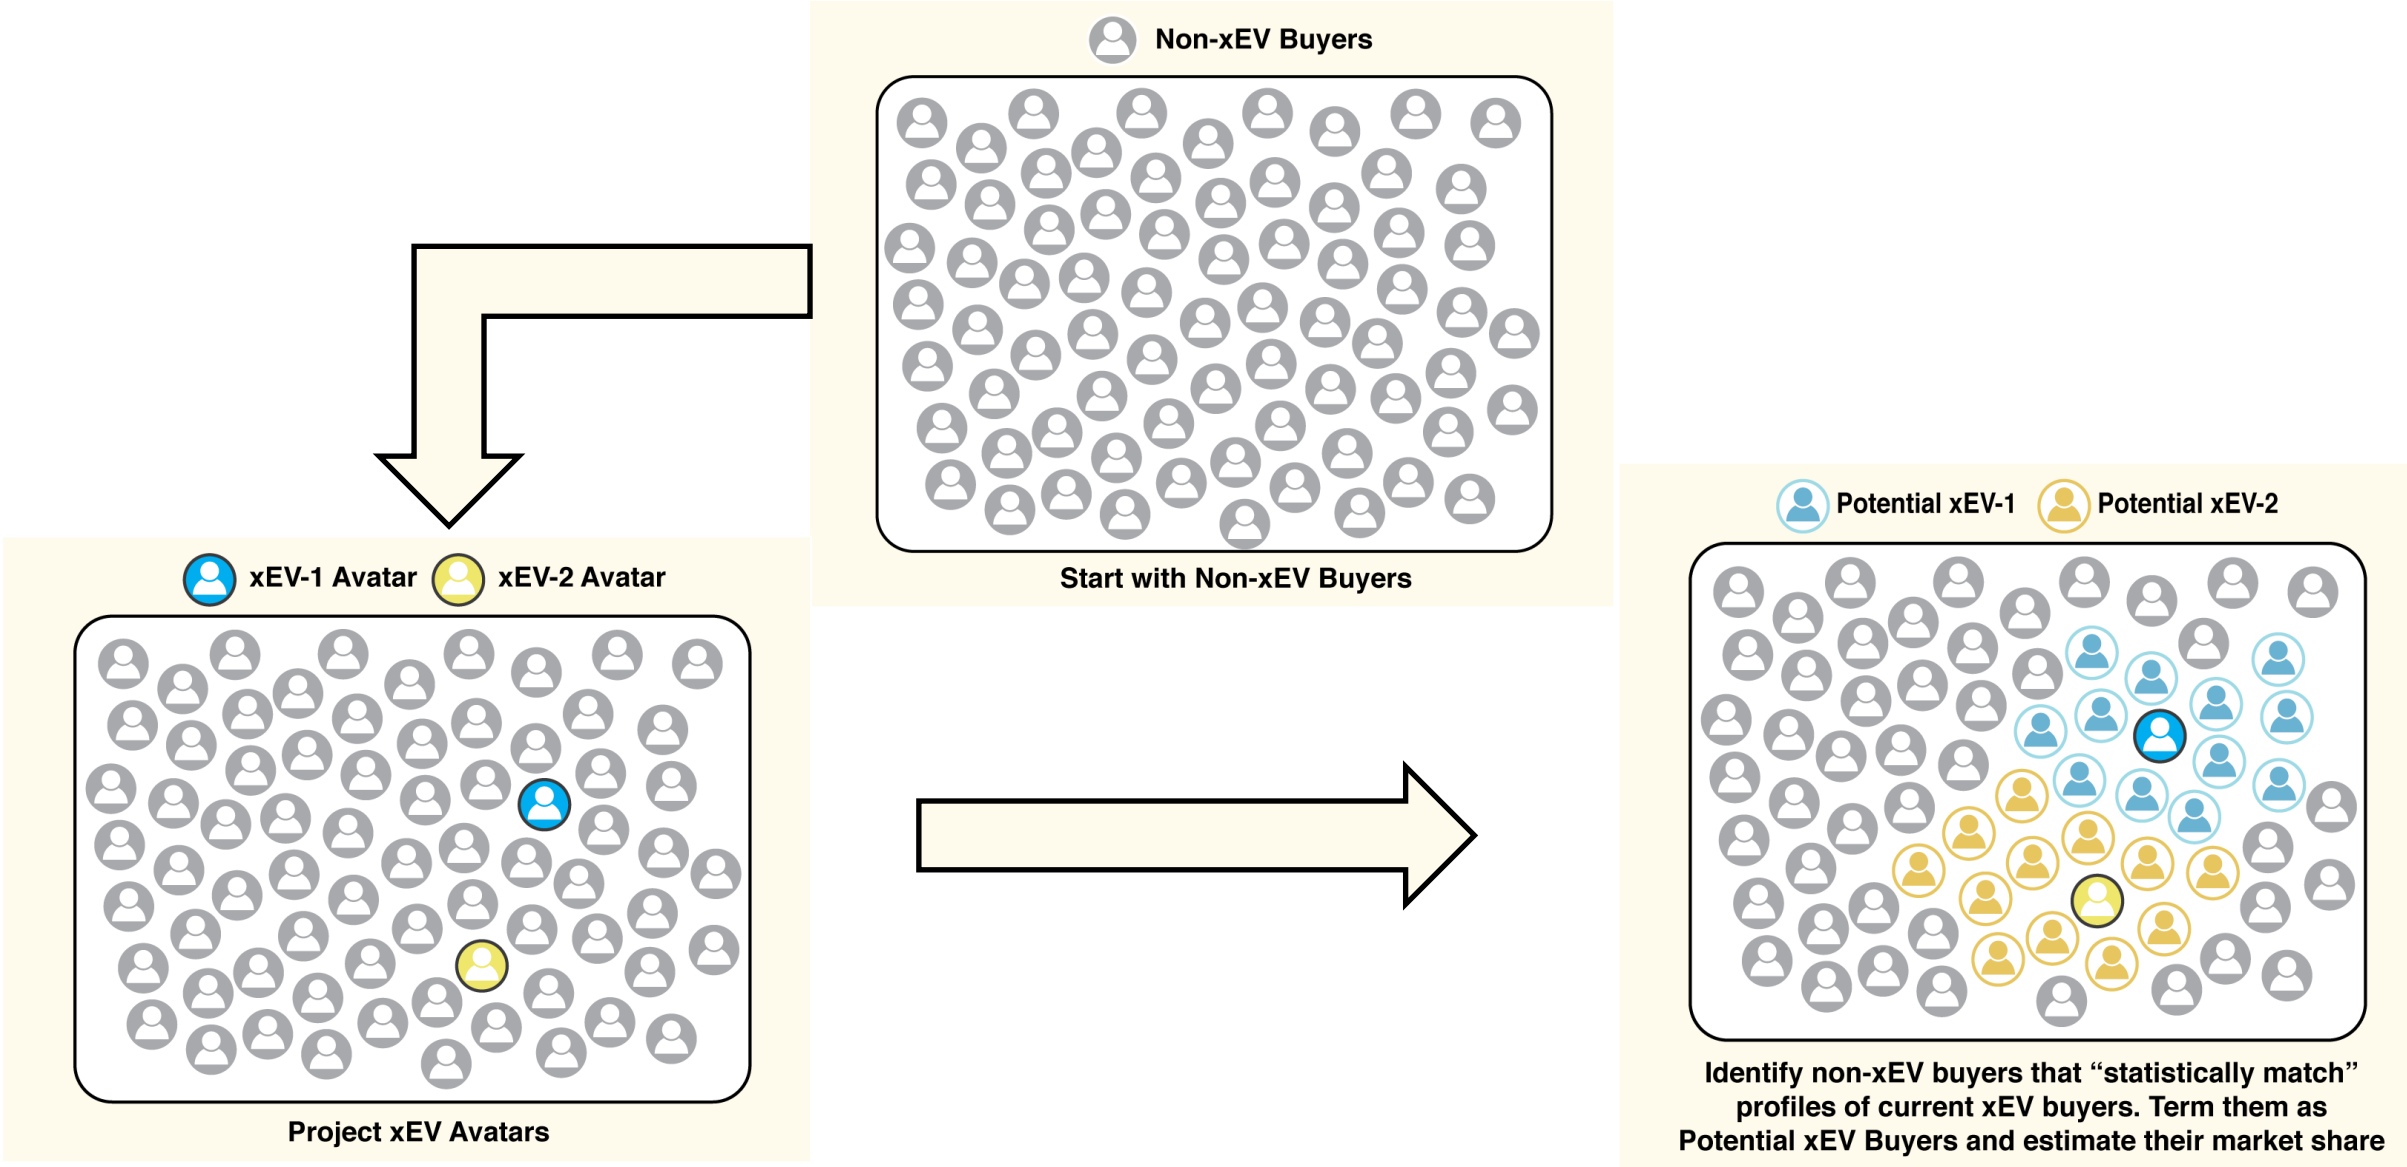 Non-xEV Buyers
Start with Non-xEV Buyers
xEV-1 Avatar
xEV-2 Avatar
Project xEV Avatars
Potential xEV-1
Potential xEV-2
Identify non-xEV buyers that “statistically match”
profiles of current xEV buyers. Term them as
Potential xEV Buyers and estimate their market share